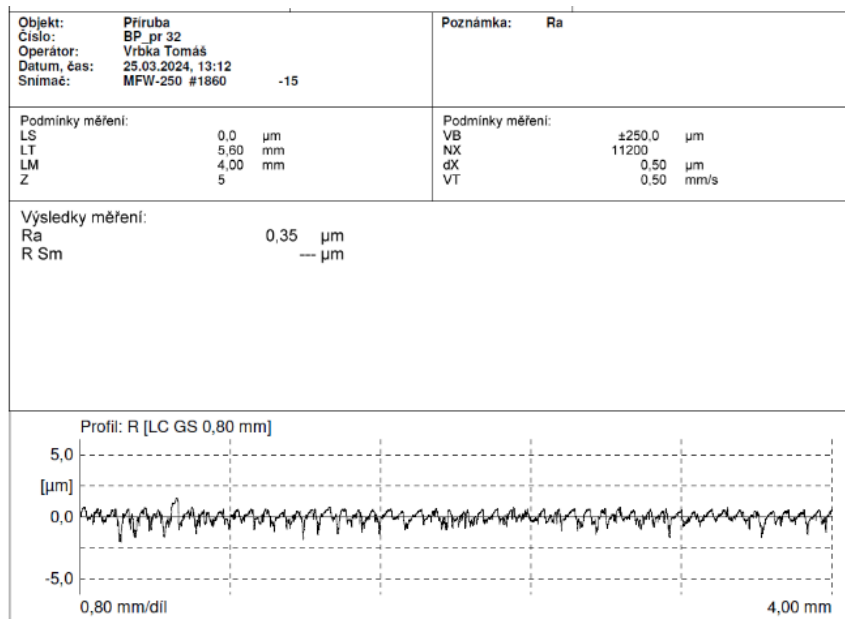 Objekt: Příruba
Číslo: BP_pr 32
Operátor: Vrbka Tomáš
Datum, čas: 25.03.2024, 13:12
Snímač: MFW-250 #1860 -15
Poznámka: Ra
Podmínky měření:
LS 0,0 µm
LT 5,60 mm
LM 4,00 mm
Z 5
Podmínky měření:
VB ±250,0 µm
NX 11200
dX 0,50 µm
VT 0,50 mm/s
Výsledky měření:
Ra 0,35 µm
R Sm --- µm
Profil: R [LC GS 0,80 mm]
5,0
[µm]
0,0
-5,0
0,80 mm/díl 4,00 mm